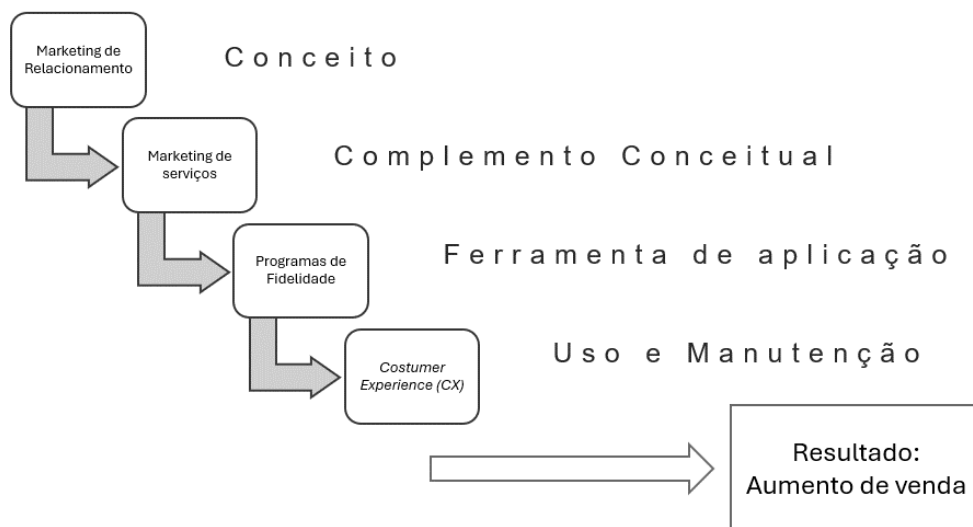 Marketing de
Relacionamento
Conceito
Marketing de
serviços
Complemento Conceitual
Programas de
Fidelidade
Ferramenta de aplicação
Costumer
Experience (CX)
Uso e Manutenção
Resultado:
Aumento de venda